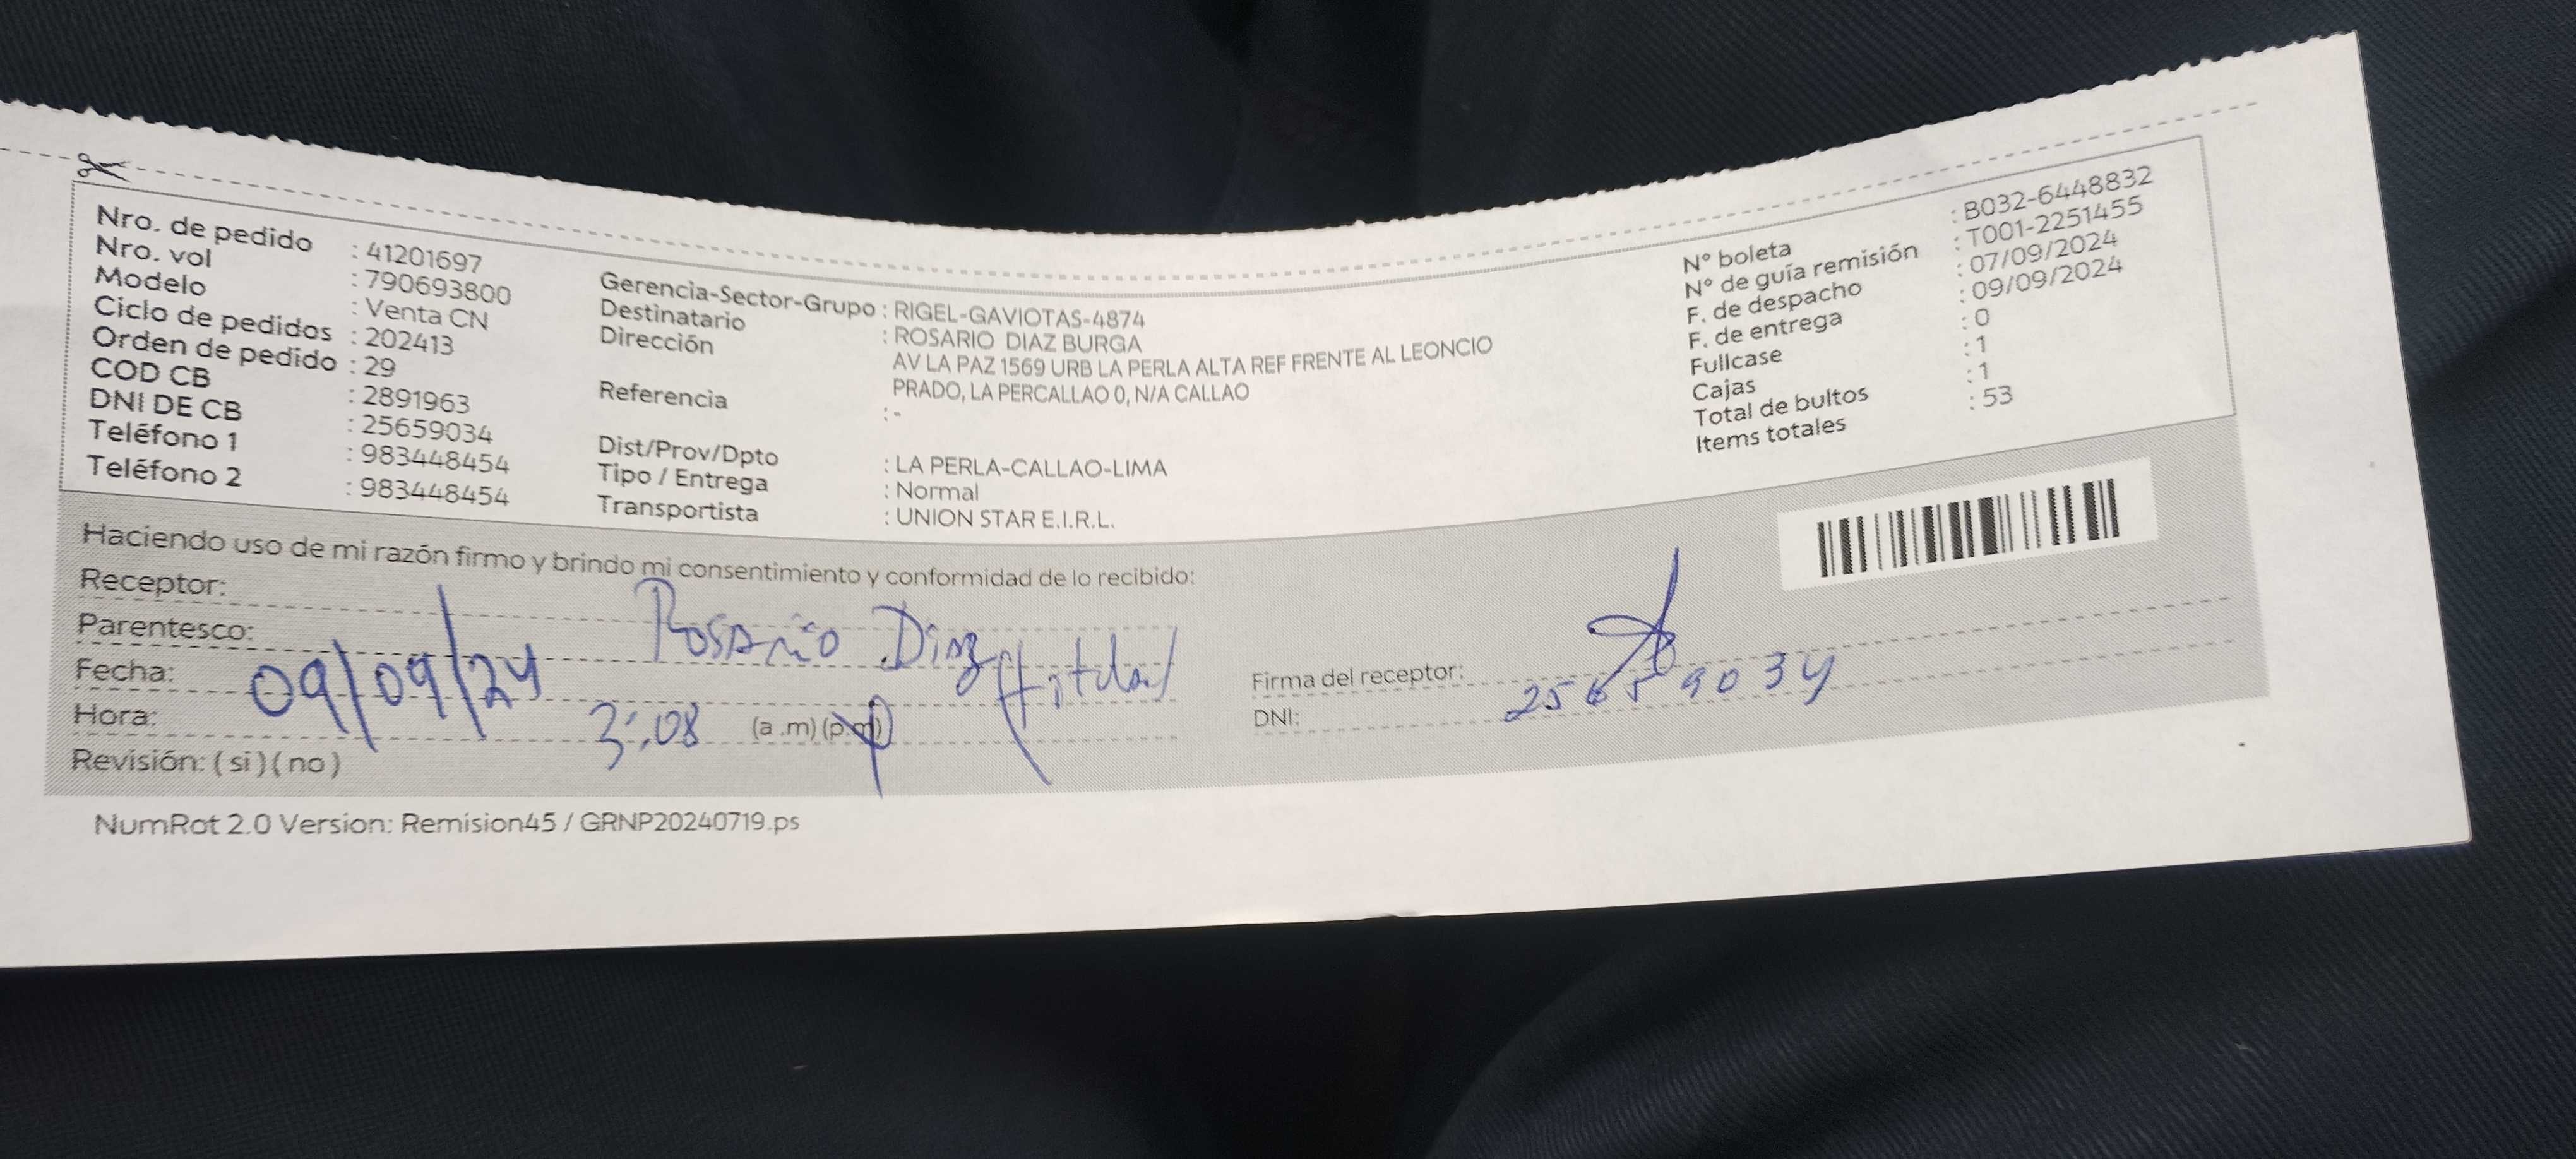 Nro. de pedido : 41201697
Nro. vol : 790693800
Modelo : Venta CN
Ciclo de pedidos : 202413
Orden de pedido : 29
COD CB : 2891963
DNI DE CB : 25659034
Teléfono 1 : 983448454
Teléfono 2 : 983448454
Gerencia-Sector-Grupo : RIGEL-GAVIOTAS-4874
Destinatario : ROSARIO DIAZ BURGA
Dirección AV LA PAZ 1569 URB LA PERLA ALTA REF FRENTE AL LEONCIO
PRADO, LA PERCALLAO 0, N/A CALLAO
Referencia : -
Dist/Prov/Dpto : LA PERLA-CALLAO-LIMA
Tipo / Entrega : Normal
Transportista : UNION STAR E.I.R.L.
N° boleta : B032-6448832
N° de guía remisión : T001-2251455
F. de despacho : 07/09/2024
F. de entrega : 09/09/2024
Fullcase : 0
Cajas : 1
Total de bultos : 1
Items totales : 53
Haciendo uso de mi razón firmo y brindo mi consentimiento y conformidad de lo recibido:
Receptor: Rosario Diaz
Parentesco: titular
Fecha: 09/09/24
Hora: 3:08 (a.m) (p.m)
Revisión: ( si ) ( no )
Firma del receptor:
DNI: 25659034
NumRot 2.0 Version: Remision45 / GRNP20240719.ps